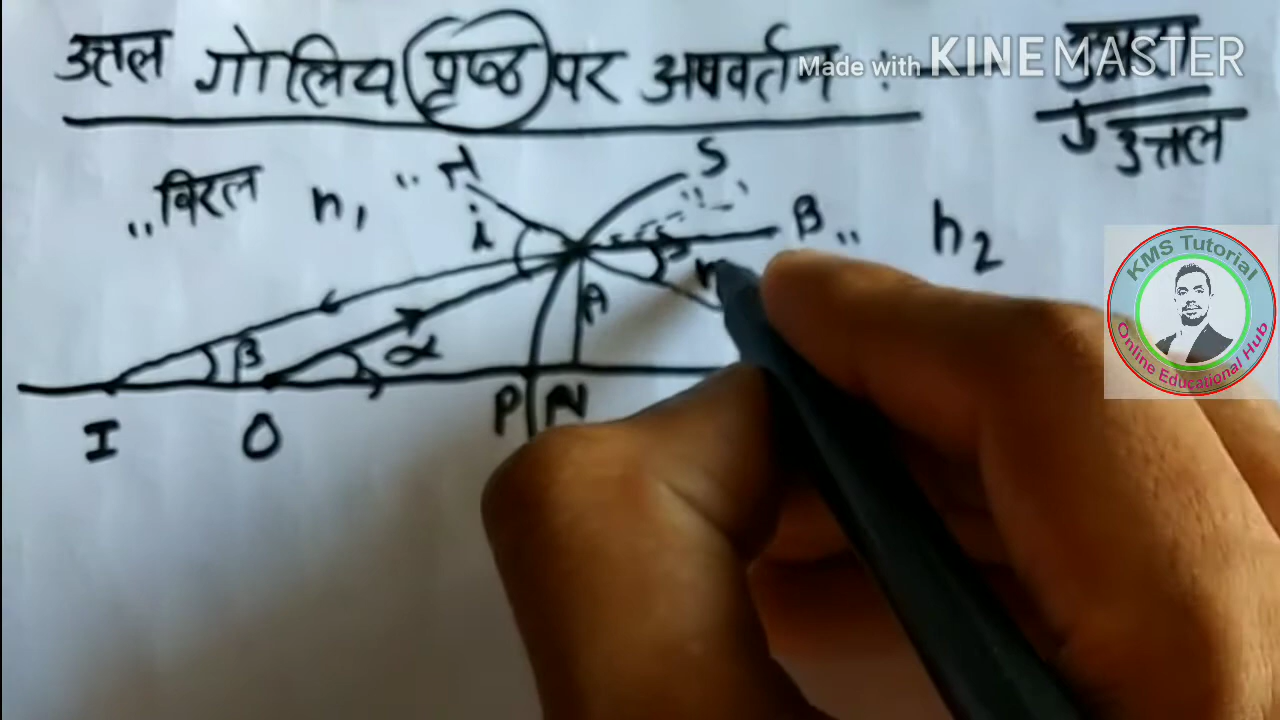 उत्तल गोलिय पृष्ठ पर अपवर्तन :
Made with KINEMASTER
उत्तल
"विरल n₁ "
S
i
B "
n₂
β
α
A
I O P N
KMS Tutorial
Online Educational Hub